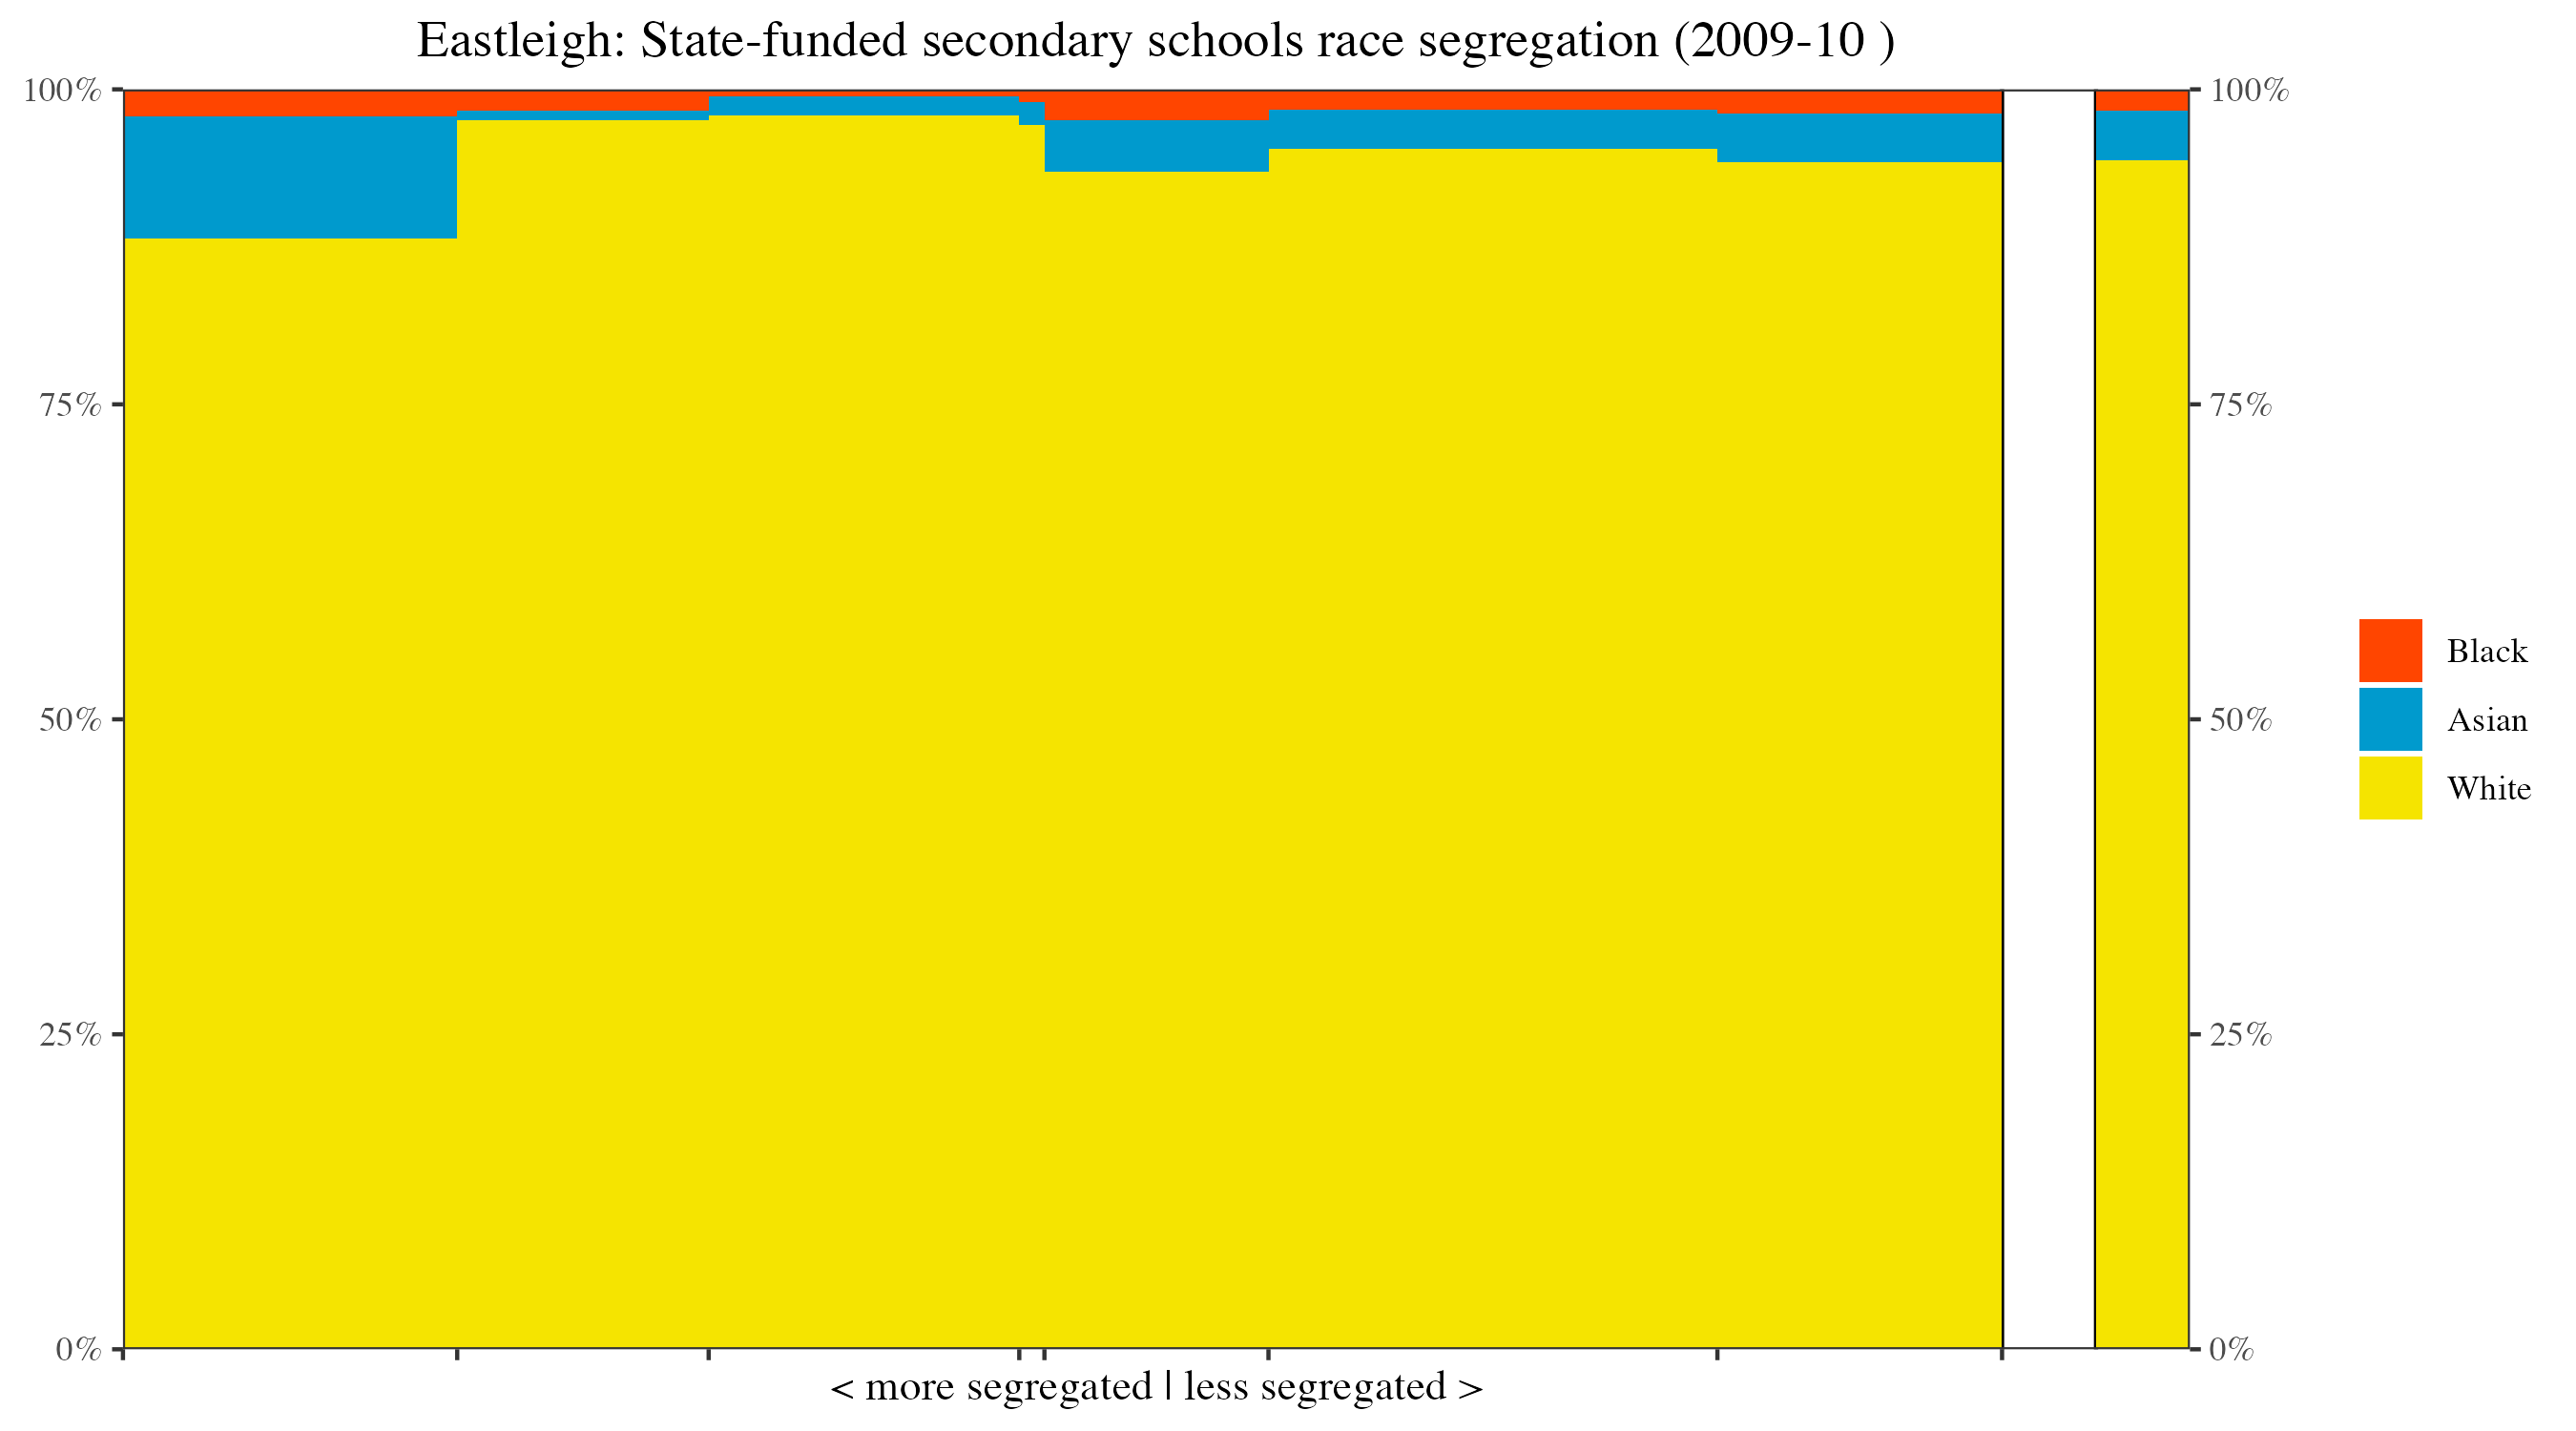 Eastleigh: State-funded secondary schools race segregation (2009-10 )
100%
100%
75%
75%
Black
50%
50%
Asian
White
25%
25%
0%
0%
< more segregated | less segregated >